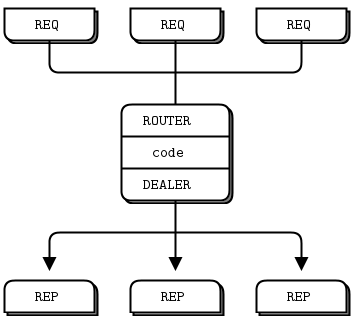 REQ REQ REQ
ROUTER
code
DEALER
REP REP REP